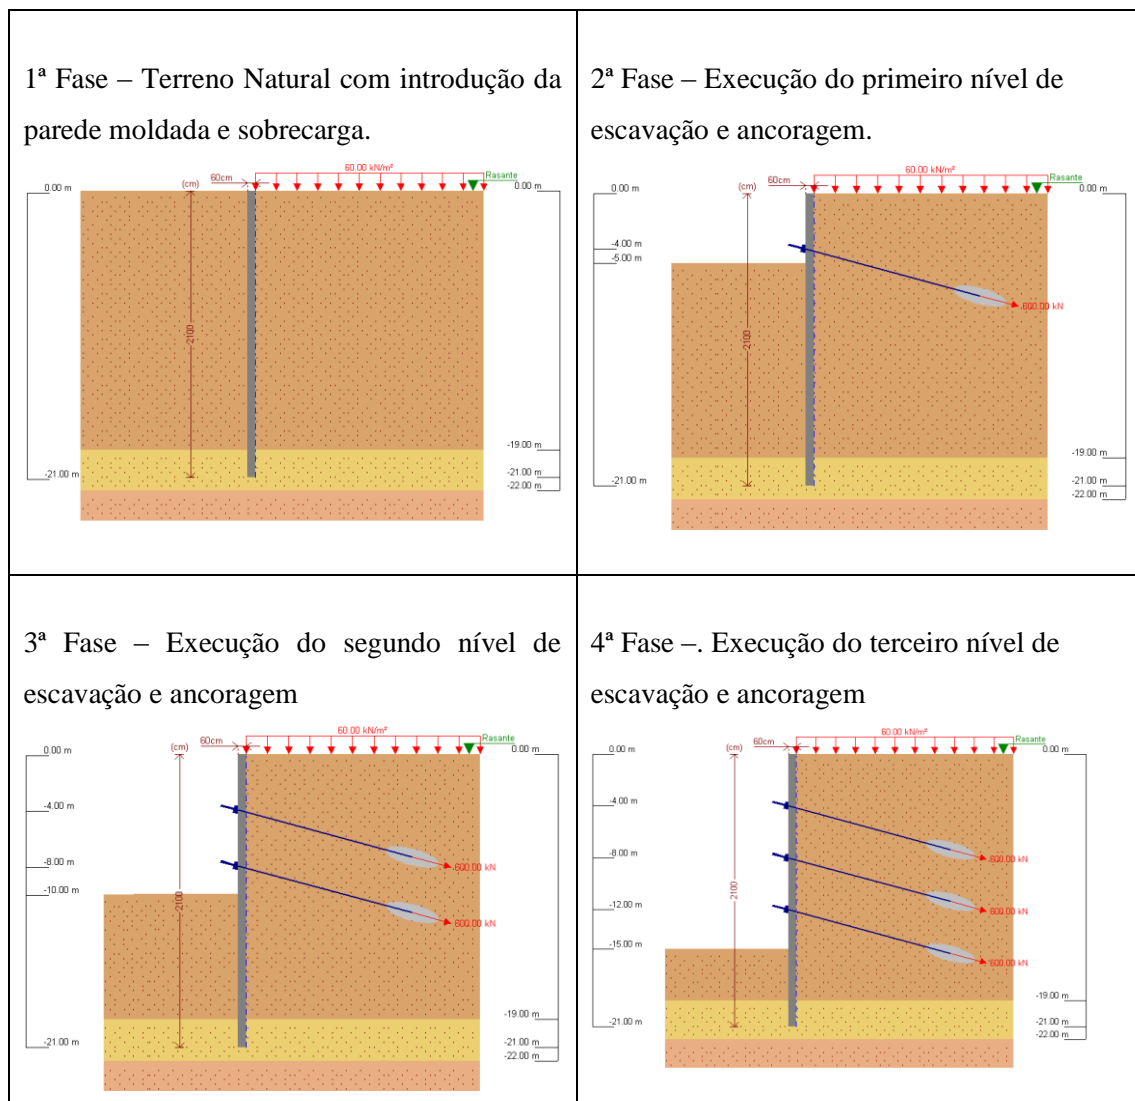 1ª Fase – Terreno Natural com introdução da
parede moldada e sobrecarga.
60.00 kN/m²
60cm
(cm)
Rasante
0.00 m
0.00 m
2100
-19.00 m
-21.00 m
-21.00 m
-22.00 m
2ª Fase – Execução do primeiro nível de
escavação e ancoragem.
60.00 kN/m²
60cm
(cm)
Rasante
0.00 m
0.00 m
-4.00 m
-5.00 m
600.00 kN
2100
-19.00 m
-21.00 m
-21.00 m
-22.00 m
3ª Fase – Execução do segundo nível de
escavação e ancoragem
60.00 kN/m²
60cm
(cm)
Rasante
0.00 m
0.00 m
-4.00 m
-8.00 m
600.00 kN
-10.00 m
2100
600.00 kN
-19.00 m
-21.00 m
-21.00 m
-22.00 m
4ª Fase –. Execução do terceiro nível de
escavação e ancoragem
60.00 kN/m²
60cm
(cm)
Rasante
0.00 m
0.00 m
-4.00 m
-8.00 m
600.00 kN
2100
-12.00 m
600.00 kN
-15.00 m
600.00 kN
-19.00 m
-21.00 m
-21.00 m
-22.00 m